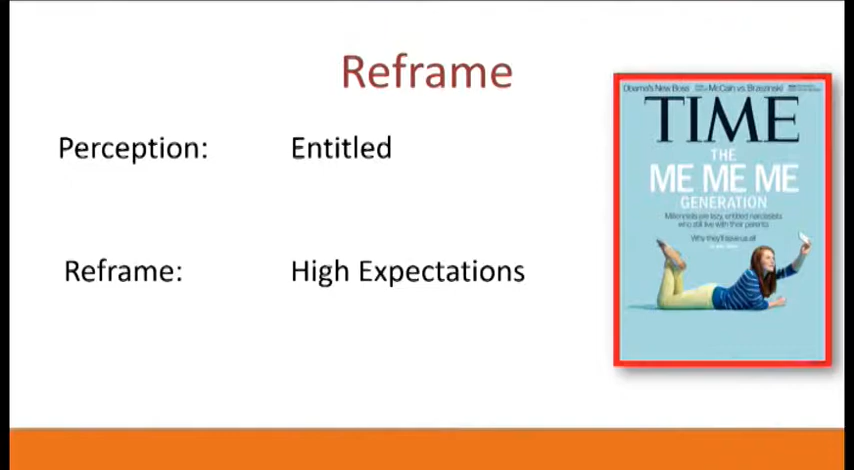 Reframe
Perception: Entitled
Reframe: High Expectations
Obama's New Boss McCain vs. Brzezinski
TIME
THE
ME ME ME
GENERATION
Millennials are lazy, entitled narcissists
who still live with their parents
Why they'll save us all